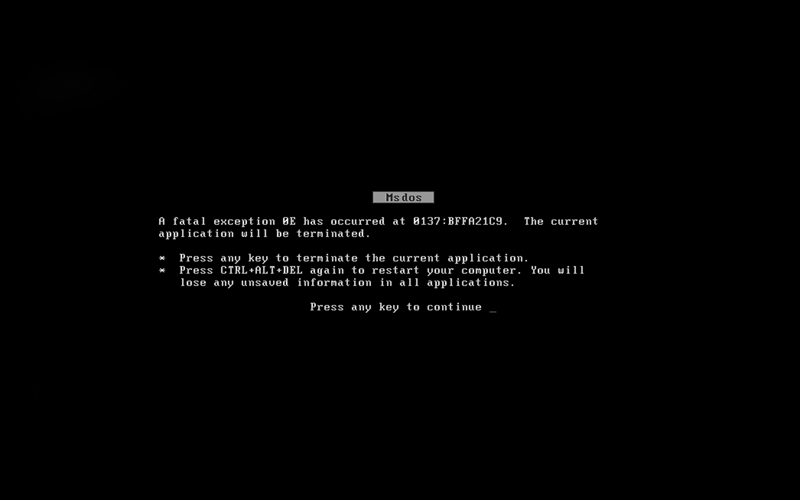 Msdos
A fatal exception 0E has occurred at 0137:BFFA21C9.  The current
application will be terminated.
*  Press any key to terminate the current application.
*  Press CTRL+ALT+DEL again to restart your computer. You will
lose any unsaved information in all applications.
Press any key to continue _